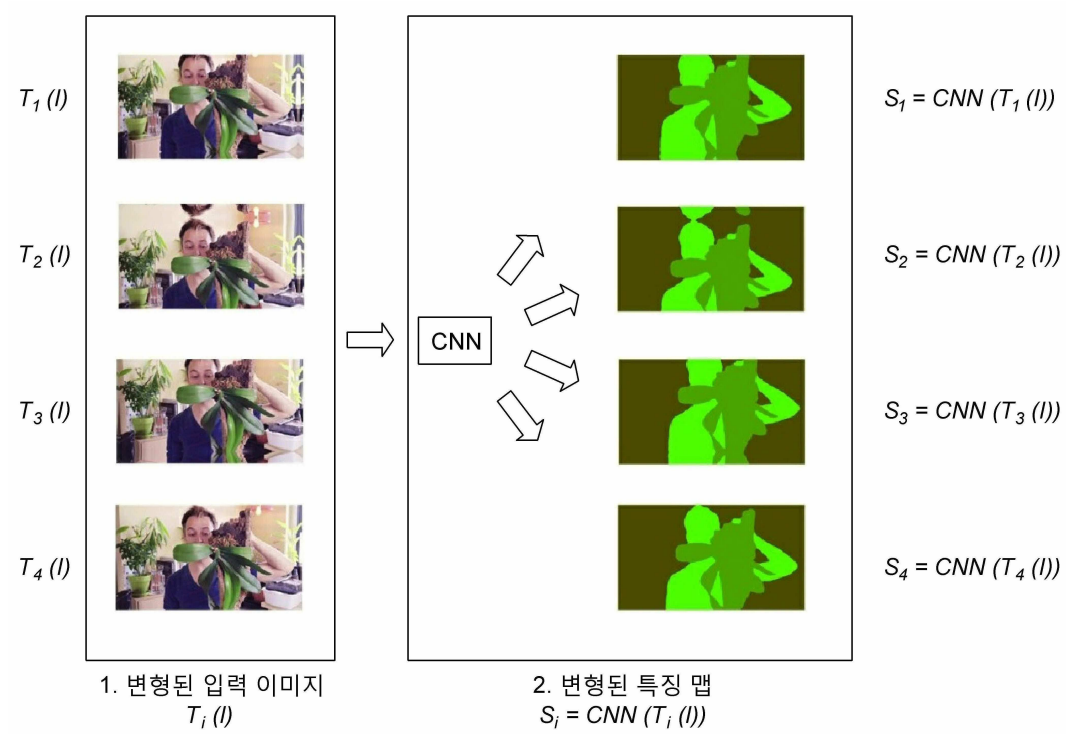 T1 (I)
S1 = CNN (T1 (I))
T2 (I)
S2 = CNN (T2 (I))
CNN
T3 (I)
S3 = CNN (T3 (I))
T4 (I)
S4 = CNN (T4 (I))
1. 변형된 입력 이미지
Ti (I)
2. 변형된 특징 맵
Si = CNN (Ti (I))